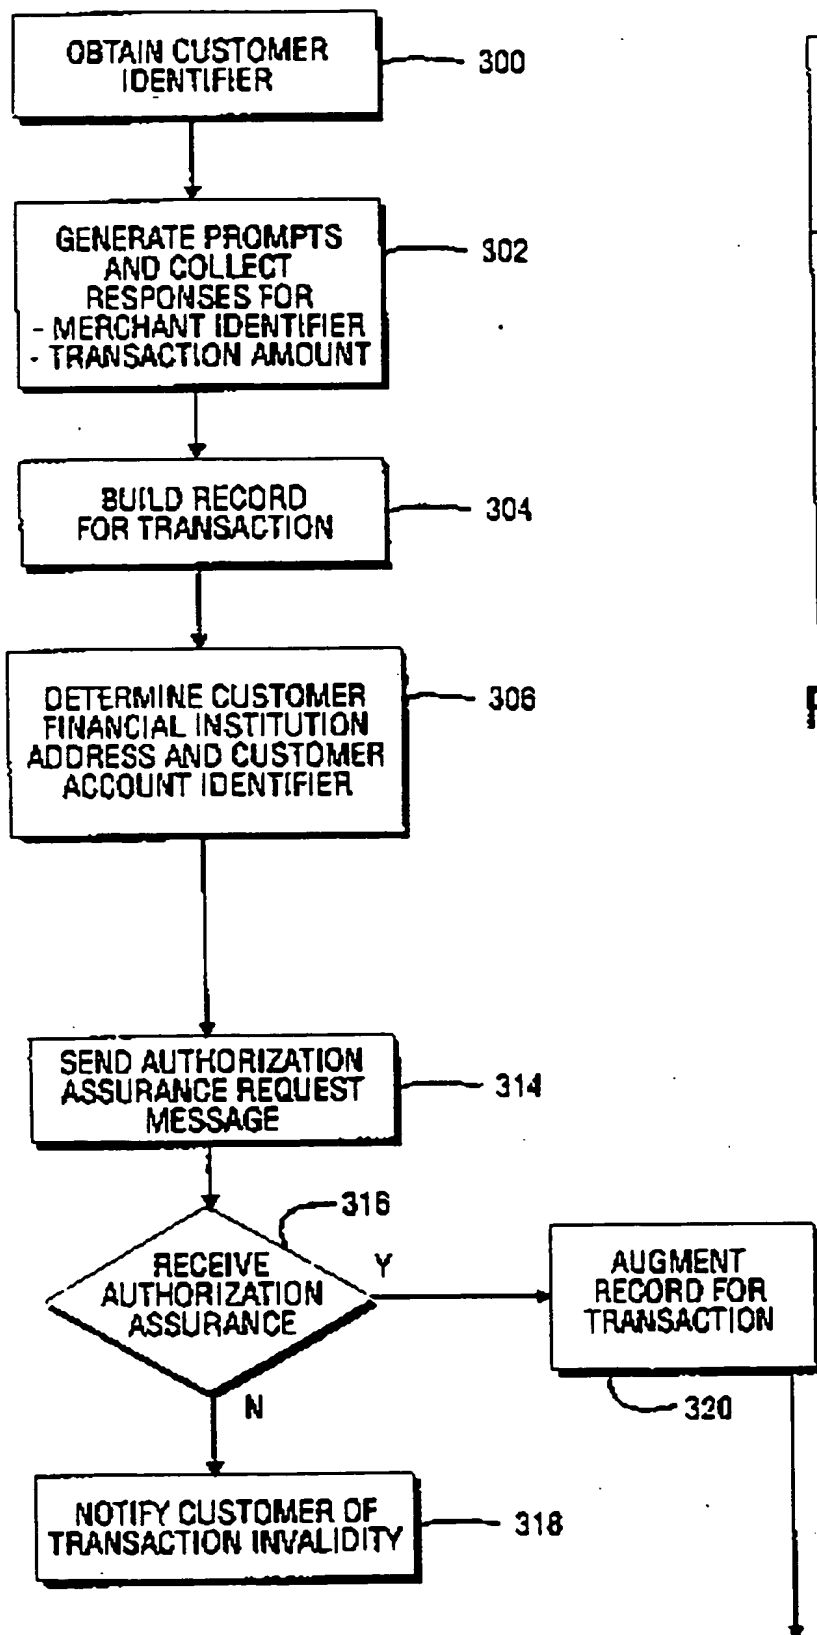 OBTAIN CUSTOMER
IDENTIFIER
300
GENERATE PROMPTS
AND COLLECT
RESPONSES FOR
- MERCHANT IDENTIFIER
- TRANSACTION AMOUNT
302
BUILD RECORD
FOR TRANSACTION
304
DETERMINE CUSTOMER
FINANCIAL INSTITUTION
ADDRESS AND CUSTOMER
ACCOUNT IDENTIFIER
306
SEND AUTHORIZATION
ASSURANCE REQUEST
MESSAGE
314
316
RECEIVE
AUTHORIZATION
ASSURANCE
Y
N
AUGMENT
RECORD FOR
TRANSACTION
320
NOTIFY CUSTOMER OF
TRANSACTION INVALIDITY
318